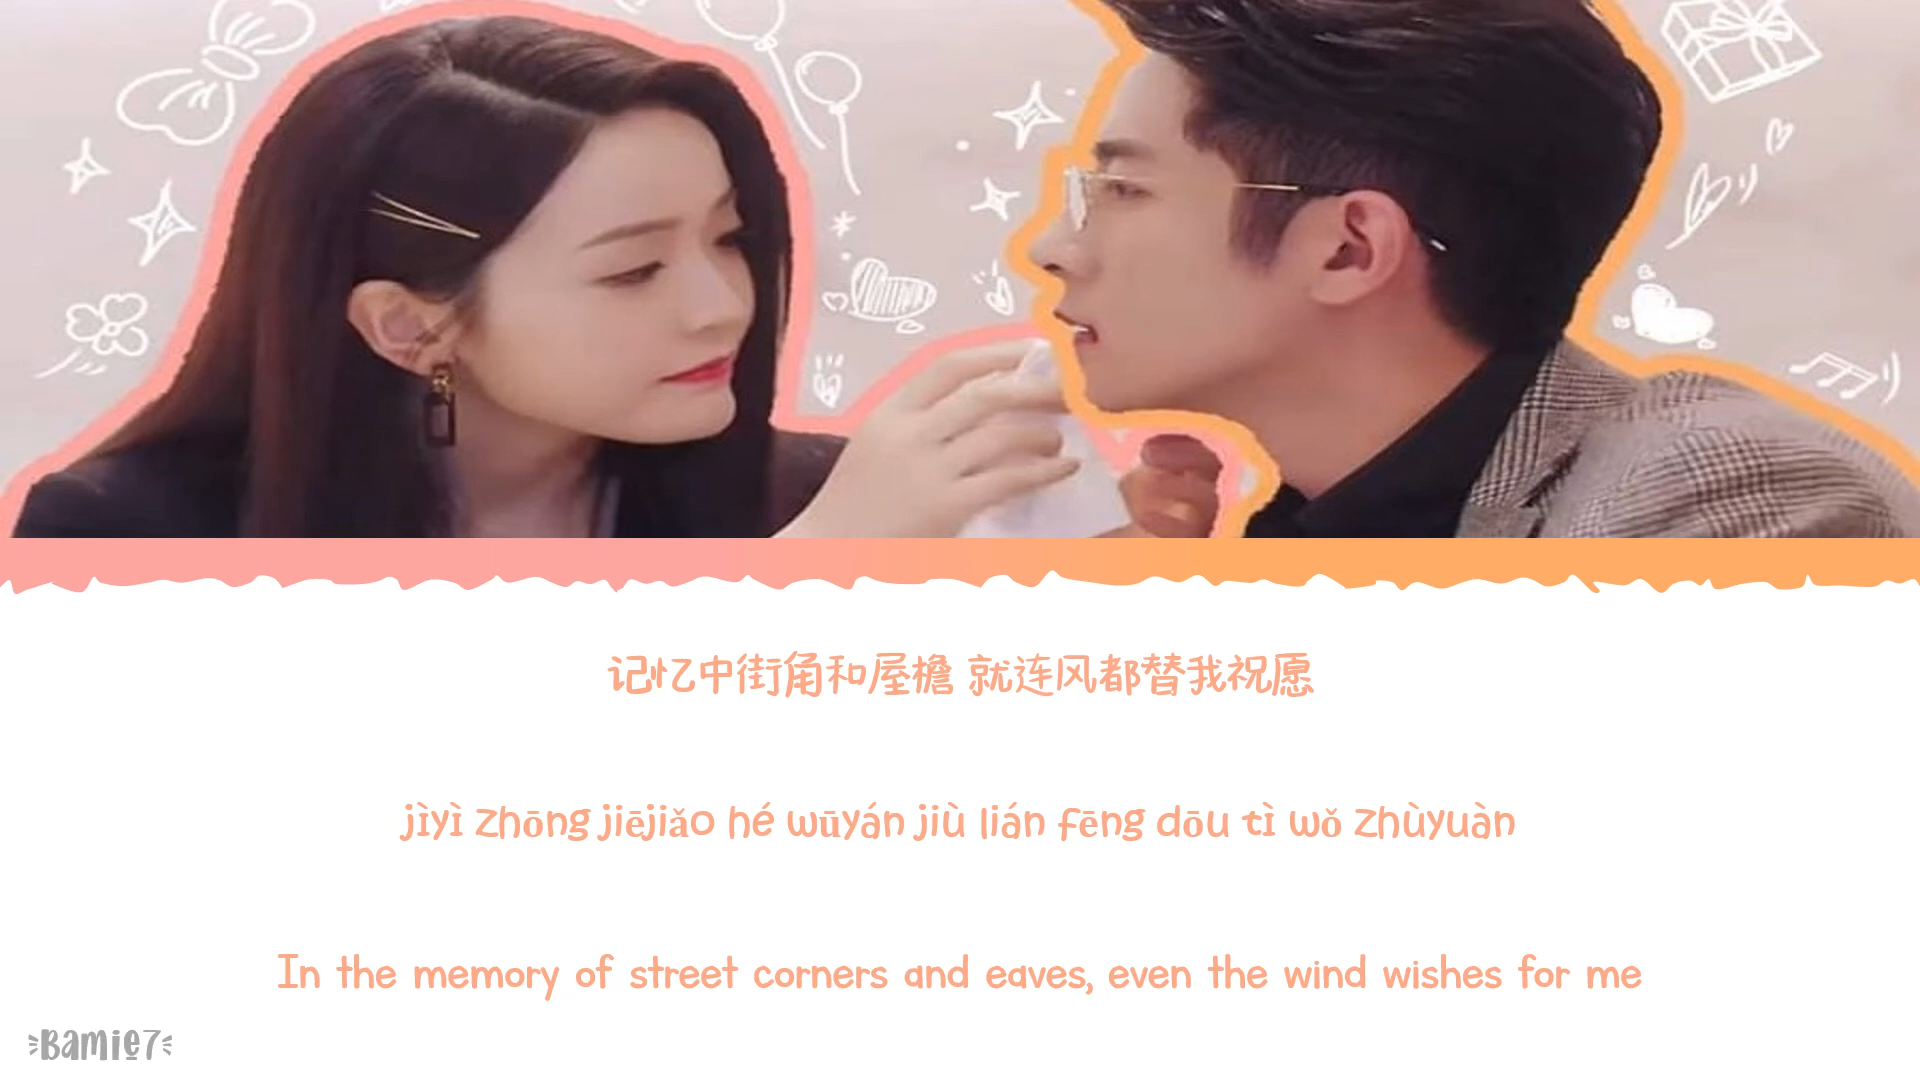 记忆中街角和屋檐 就连风都替我祝愿
jìyì zhōng jiējiǎo hé wūyán jiù lián fēng dōu tì wǒ zhùyuàn
In the memory of street corners and eaves, even the wind wishes for me
BaMie7